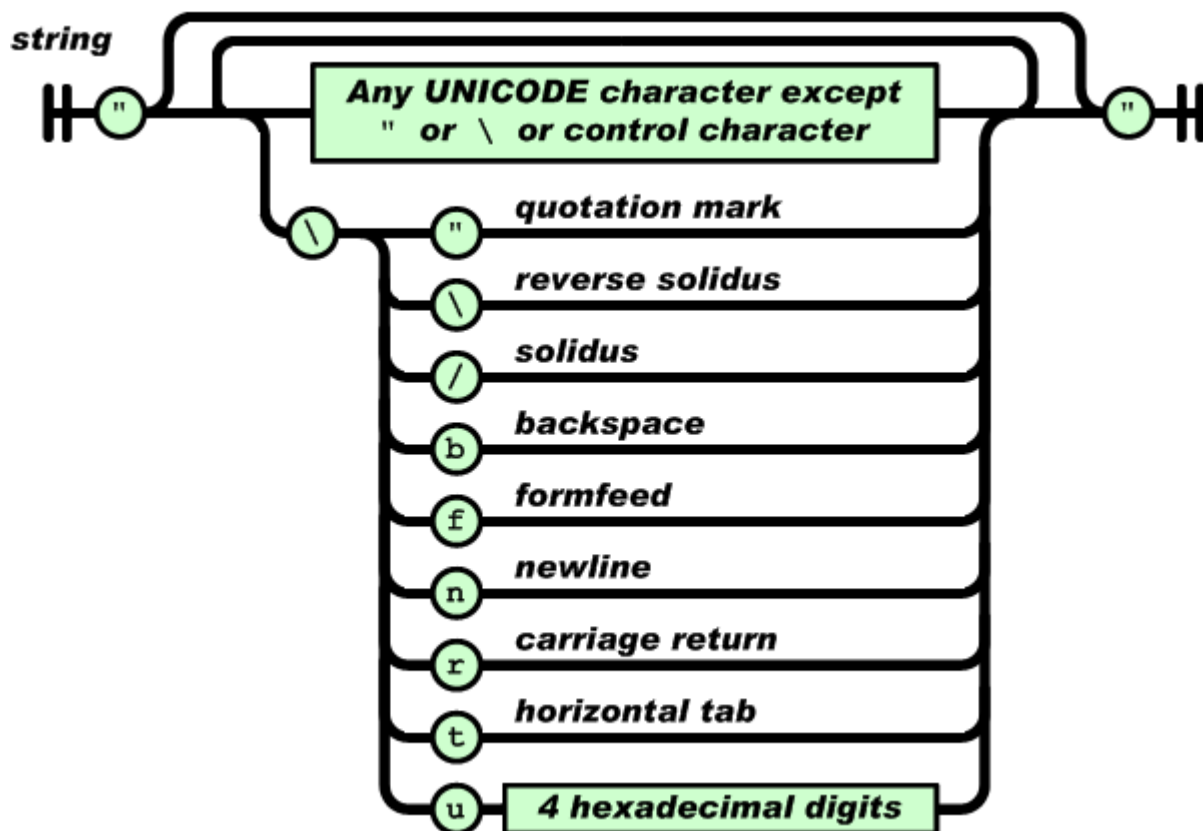 string
" Any UNICODE character except "
" or \ or control character
\ " quotation mark
\ reverse solidus
/ solidus
b backspace
f formfeed
n newline
r carriage return
t horizontal tab
u 4 hexadecimal digits